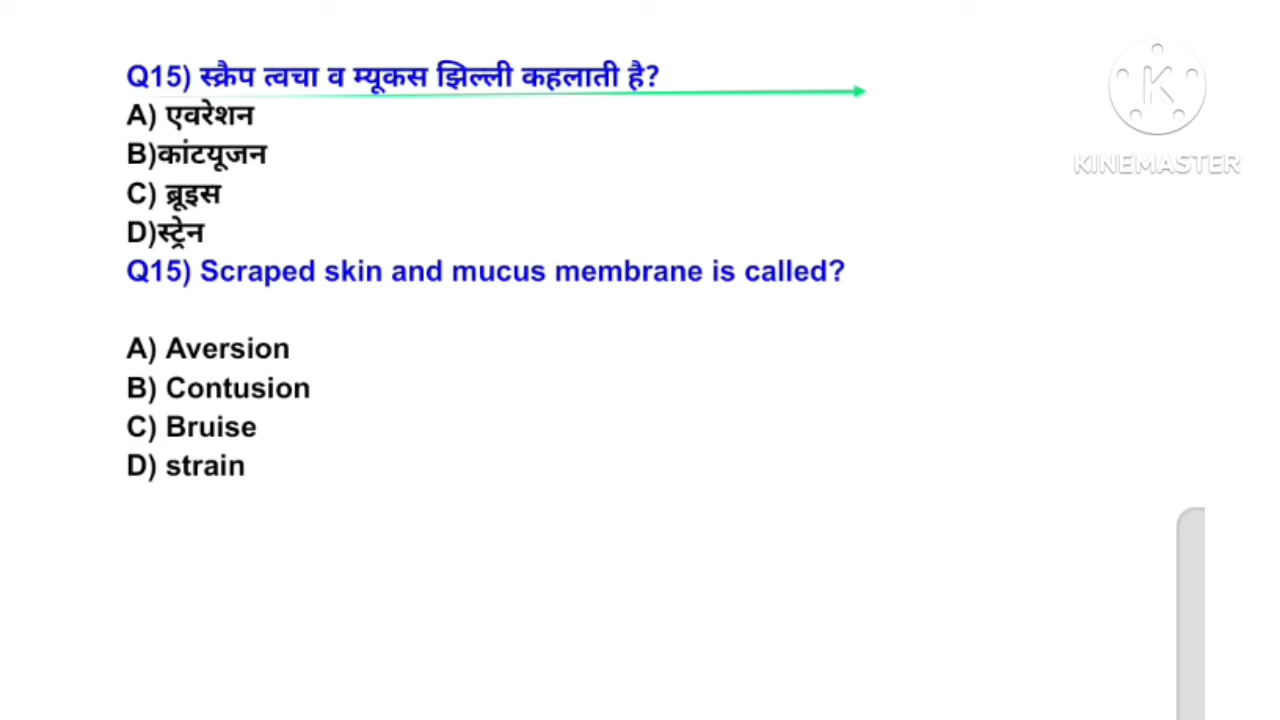 Q15) स्क्रैप त्वचा व म्यूकस झिल्ली कहलाती है?
A) एवरेशन
B)कांटयूजन
C) ब्रूइस
D)स्ट्रेन
Q15) Scraped skin and mucus membrane is called?
A) Aversion
B) Contusion
C) Bruise
D) strain
K
KINEMASTER